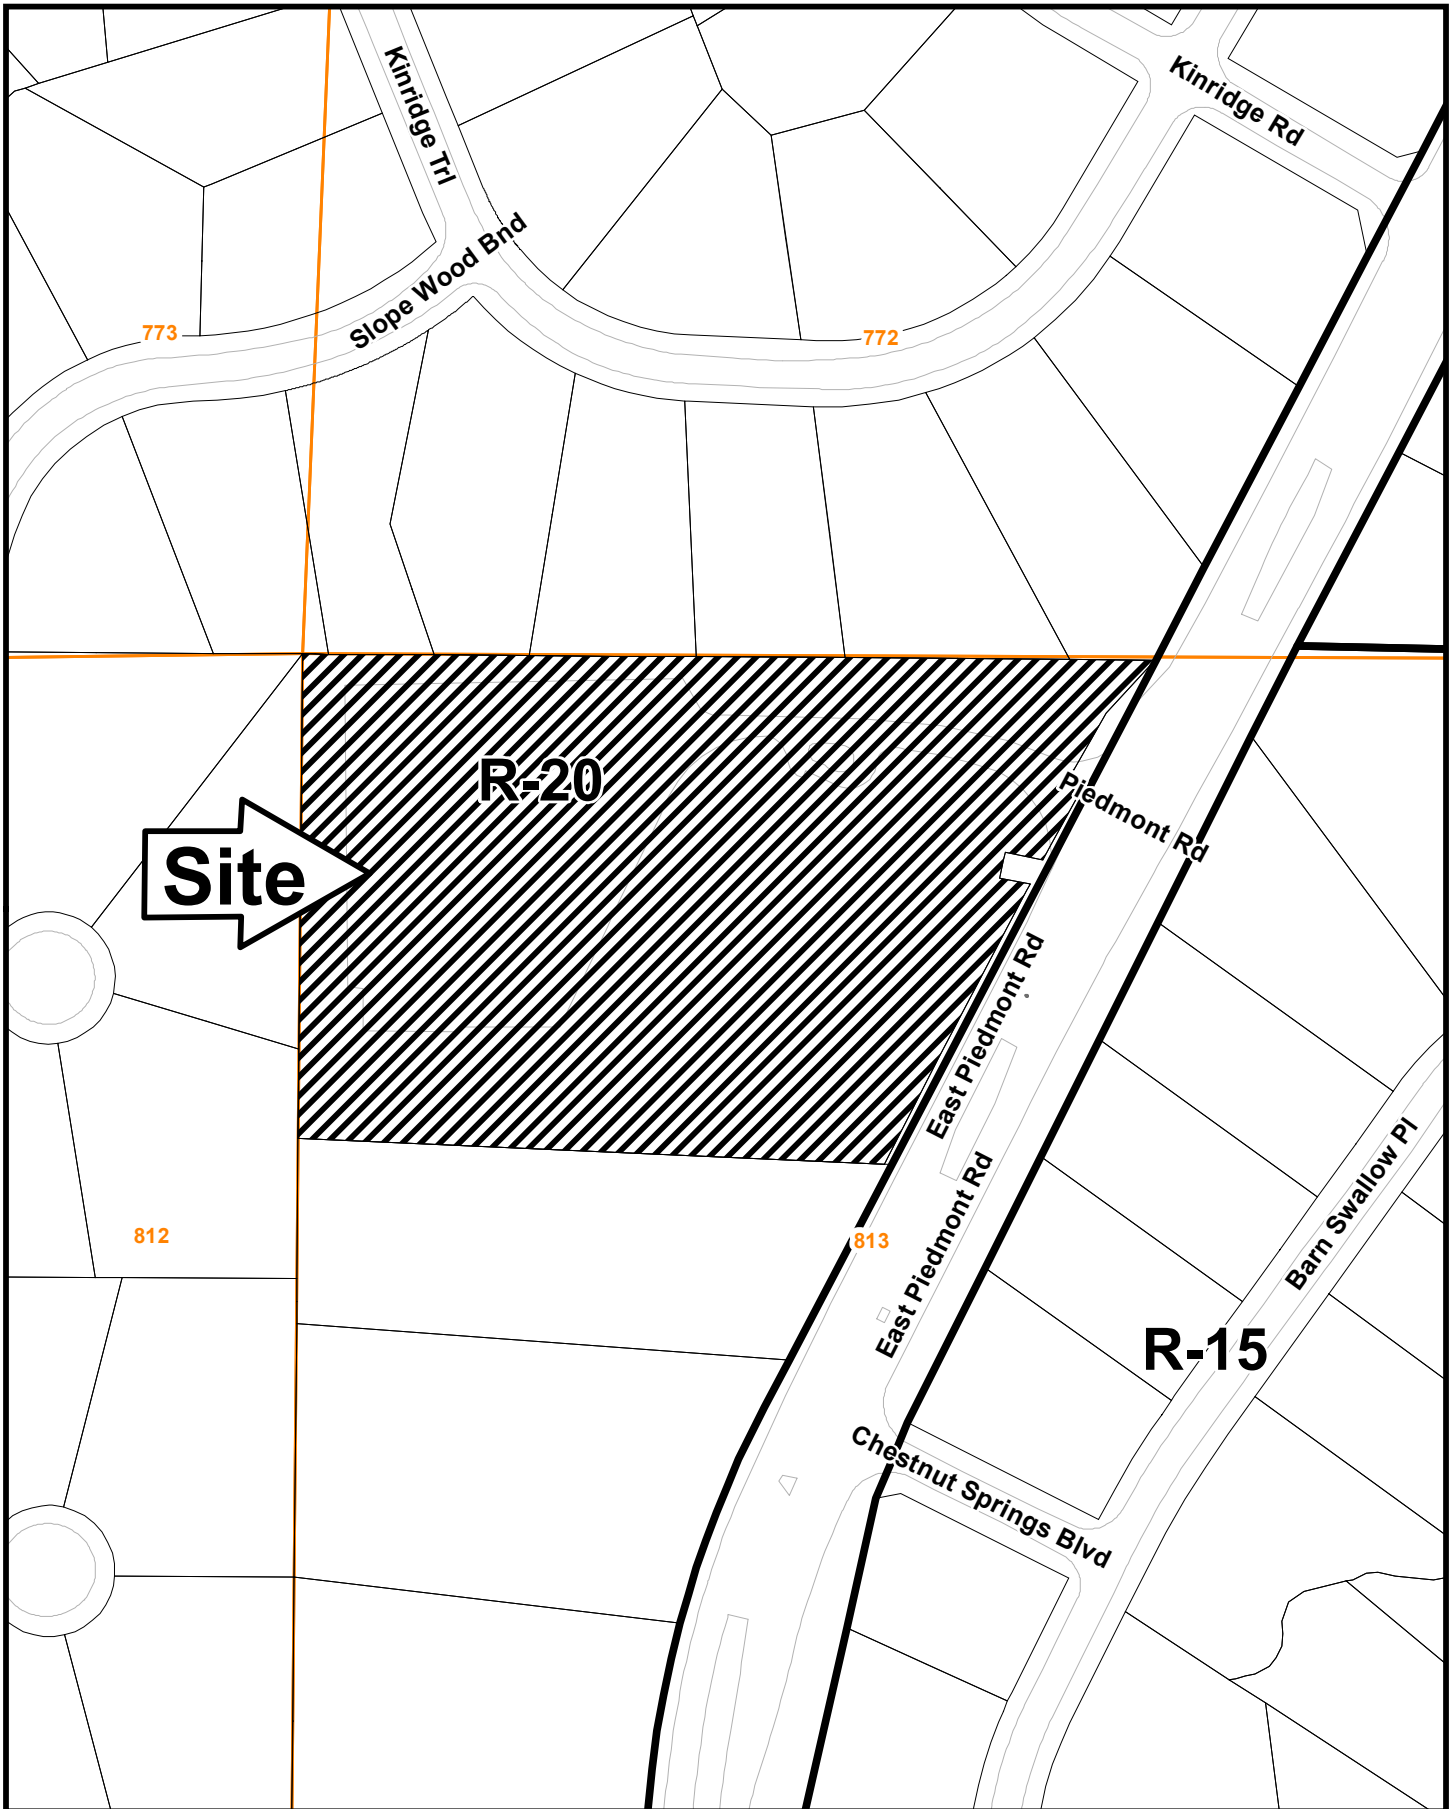 Kinridge Trl
Kinridge Rd
Slope Wood Bnd
773
772
R-20
Piedmont Rd
Site
East Piedmont Rd
Barn Swallow Pl
812
813
East Piedmont Rd
R-15
Chestnut Springs Blvd